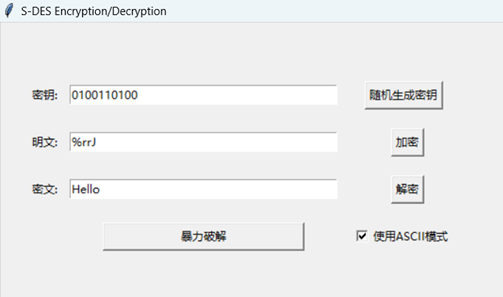 S-DES Encryption/Decryption
密钥: 0100110100 随机生成密钥
明文: %rrJ 加密
密文: Hello 解密
暴力破解 使用ASCII模式